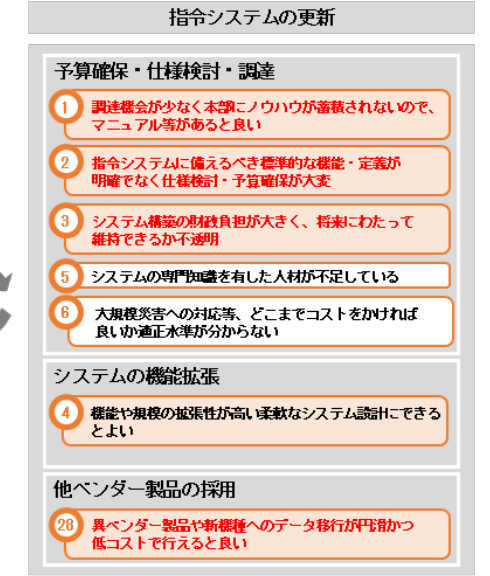 指令システムの更新
予算確保・仕様検討・調達
1 調達機会が少なく本部にノウハウが蓄積されないので、
マニュアル等があると良い
2 指令システムに備えるべき標準的な機能・定義が
明確でなく仕様検討・予算確保が大変
3 システム構築の財政負担が大きく、将来にわたって
維持できるか不透明
5 システムの専門知識を有した人材が不足している
6 大規模災害への対応等、どこまでコストをかければ
良いか適正水準が分からない
システムの機能拡張
4 機能や規模の拡張性が高い柔軟なシステム設計にできる
とよい
他ベンダー製品の採用
28 異ベンダー製品や新機種へのデータ移行が円滑かつ
低コストで行えると良い